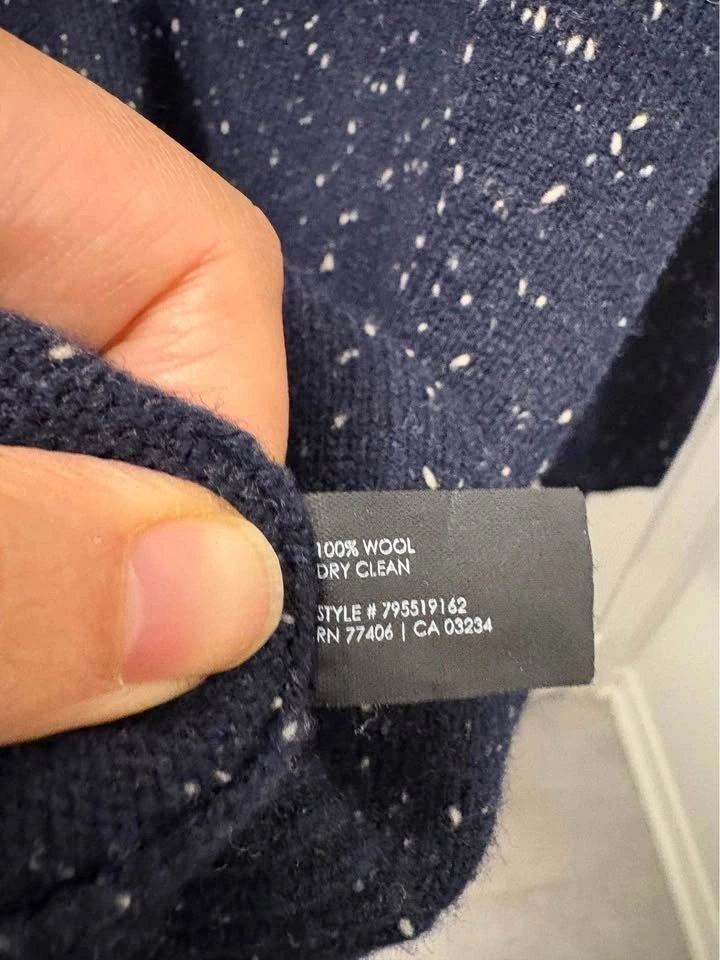 100% WOOL
DRY CLEAN
STYLE # 795519162
RN 77406 | CA 03234